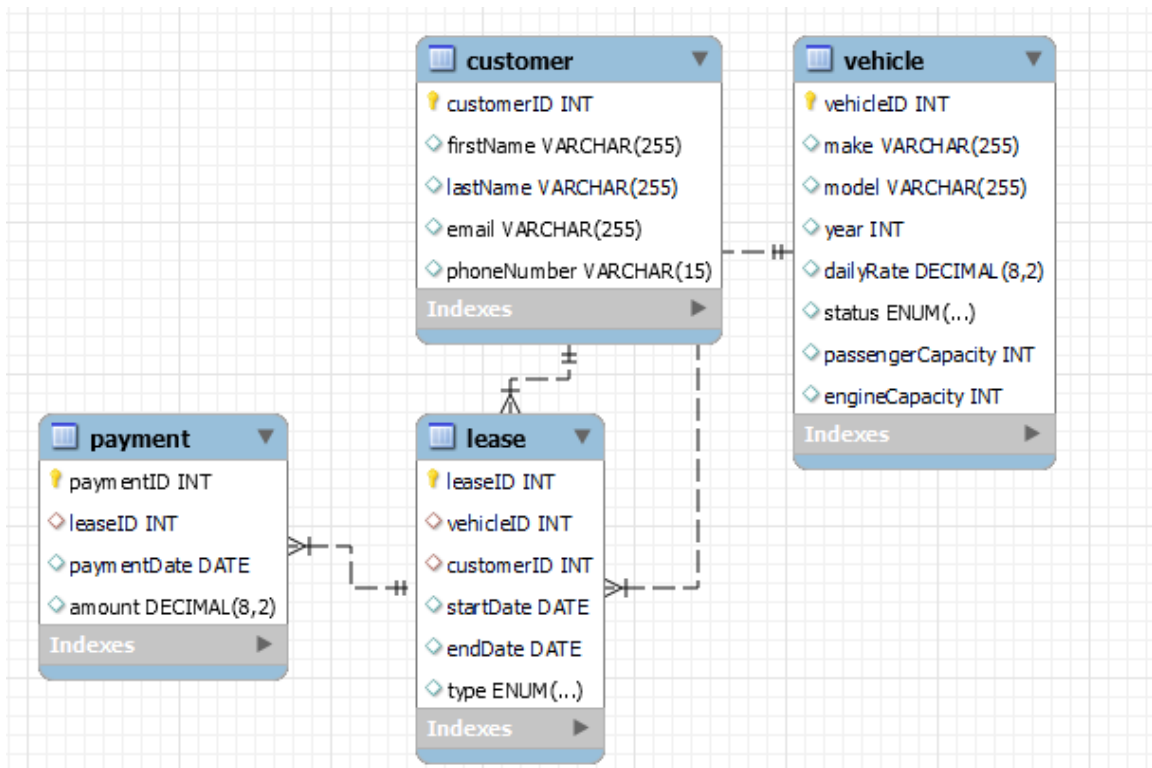 customer
customerID INT
firstName VARCHAR(255)
lastName VARCHAR(255)
email VARCHAR(255)
phoneNumber VARCHAR(15)
Indexes
vehicle
vehicleID INT
make VARCHAR(255)
model VARCHAR(255)
year INT
dailyRate DECIMAL(8,2)
status ENUM(...)
passengerCapacity INT
engineCapacity INT
Indexes
payment
paymentID INT
leaseID INT
paymentDate DATE
amount DECIMAL(8,2)
Indexes
lease
leaseID INT
vehicleID INT
customerID INT
startDate DATE
endDate DATE
type ENUM(...)
Indexes